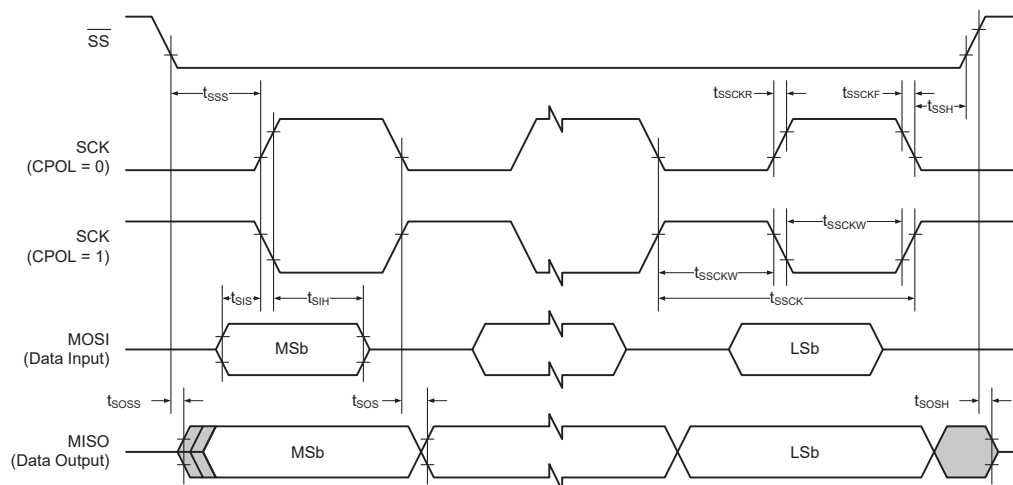 SS
tSSS
tSSCKR
tSSCKF
tSSH
SCK
(CPOL = 0)
SCK
(CPOL = 1)
tSSCKW
tSSCKW
tSIS
tSIH
tSSCK
MOSI
(Data Input)
MSb
LSb
tSOSS
tSOS
tSOSH
MISO
(Data Output)
MSb
LSb